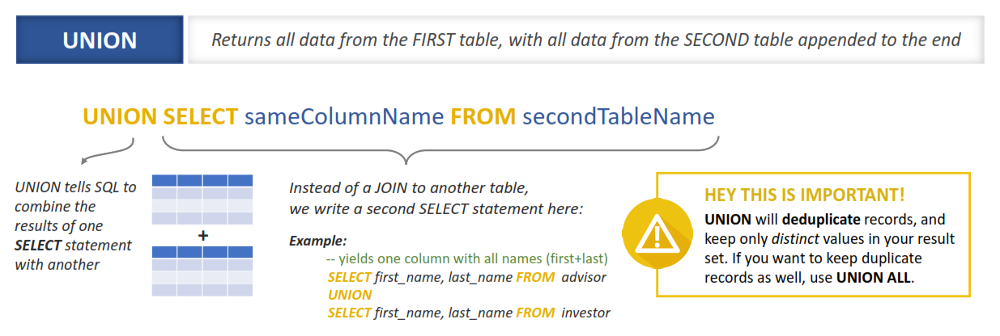 UNION
Returns all data from the FIRST table, with all data from the SECOND table appended to the end
UNION SELECT sameColumnName FROM secondTableName
UNION tells SQL to
combine the
results of one
SELECT statement
with another
+
Instead of a JOIN to another table,
we write a second SELECT statement here:
Example:
-- yields one column with all names (first+last)
SELECT first_name, last_name FROM advisor
UNION
SELECT first_name, last_name FROM investor
HEY THIS IS IMPORTANT!
UNION will deduplicate records, and
keep only distinct values in your result
set. If you want to keep duplicate
records as well, use UNION ALL.